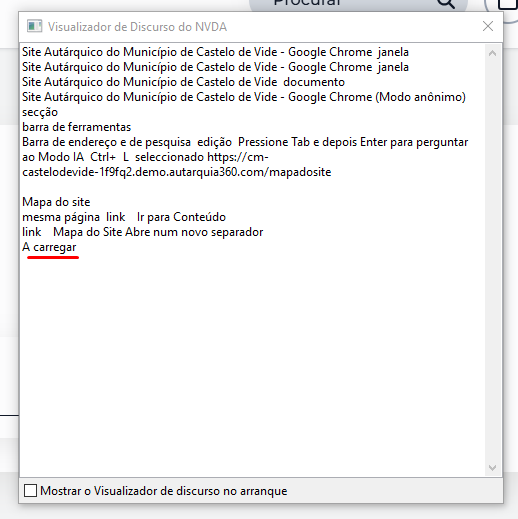 Procurar
Visualizador de Discurso do NVDA
Site Autárquico do Município de Castelo de Vide - Google Chrome  janela
Site Autárquico do Município de Castelo de Vide - Google Chrome  janela
Site Autárquico do Município de Castelo de Vide  documento
Site Autárquico do Município de Castelo de Vide - Google Chrome (Modo anônimo)
secção
barra de ferramentas
Barra de endereço e de pesquisa  edição  Pressione Tab e depois Enter para perguntar
ao Modo IA  Ctrl+  L  seleccionado https://cm-
castelodevide-1f9fq2.demo.autarquia360.com/mapadosite
Mapa do site
mesma página  link    Ir para Conteúdo
link    Mapa do Site Abre num novo separador
A carregar
Mostrar o Visualizador de discurso no arranque